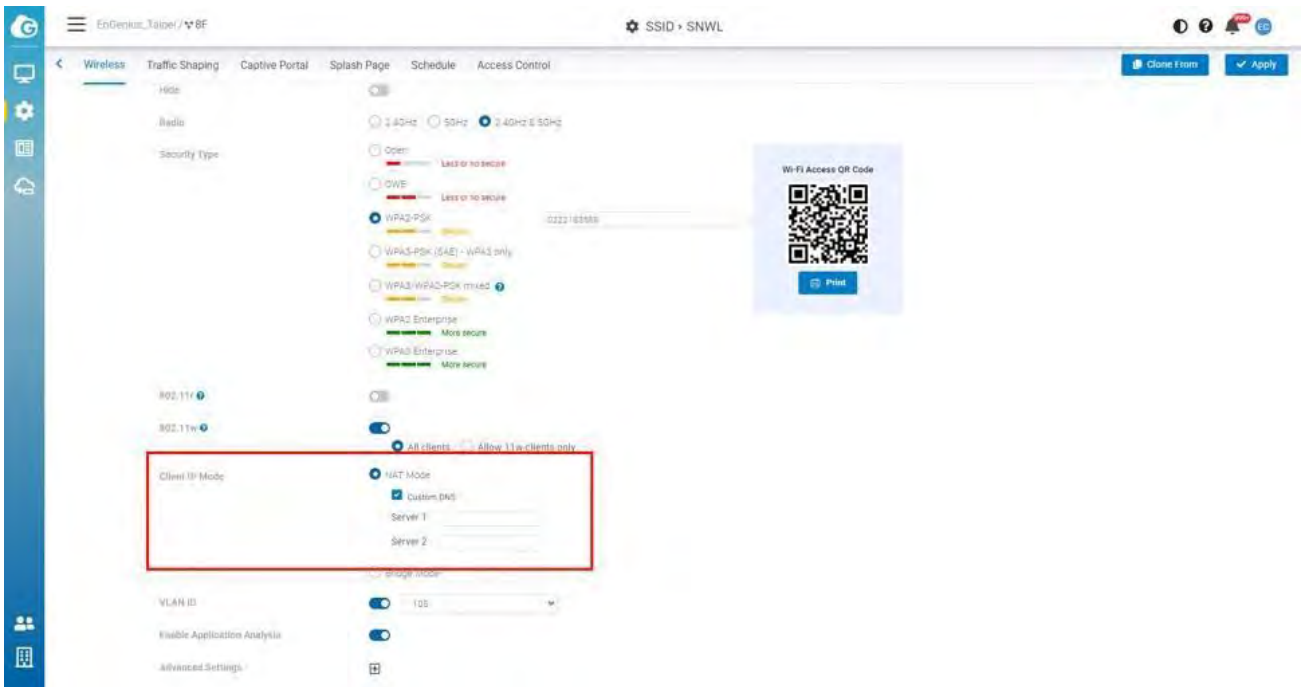 EnGenius_Taipei / 8F
SSID > SNWL
EC
Wireless Traffic Shaping Captive Portal Splash Page Schedule Access Control
Clone From Apply
Hide
Radio 2.4GHz 5GHz 2.4GHz & 5GHz
Security Type
Open
Less or no secure
OWE
Less or no secure
WPA2-PSK
Secure
WPA3-PSK (SAE) - WPA3 only
Secure
WPA3/WPA2-PSK mixed
Secure
WPA2 Enterprise
More secure
WPA3 Enterprise
More secure
Wi-Fi Access QR Code
Print
802.11r
802.11w
All clients Allow 11w clients only
Client IP Mode NAT Mode
Custom DNS
Server 1
Server 2
Bridge Mode
VLAN ID
Enable Application Analysis
Advanced Settings